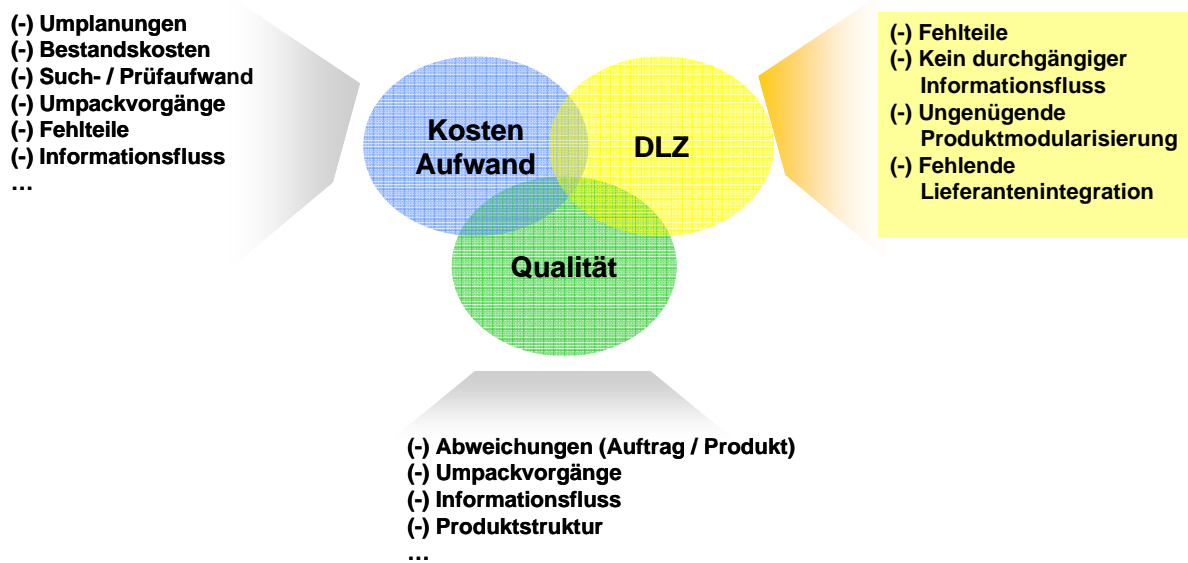 (-) Umplanungen
(-) Bestandskosten
(-) Such- / Prüfaufwand
(-) Umpackvorgänge
(-) Fehlteile
(-) Informationsfluss
...
Kosten
Aufwand
DLZ
Qualität
(-) Fehlteile
(-) Kein durchgängiger
Informationsfluss
(-) Ungenügende
Produktmodularisierung
(-) Fehlende
Lieferantenintegration
(-) Abweichungen (Auftrag / Produkt)
(-) Umpackvorgänge
(-) Informationsfluss
(-) Produktstruktur
...